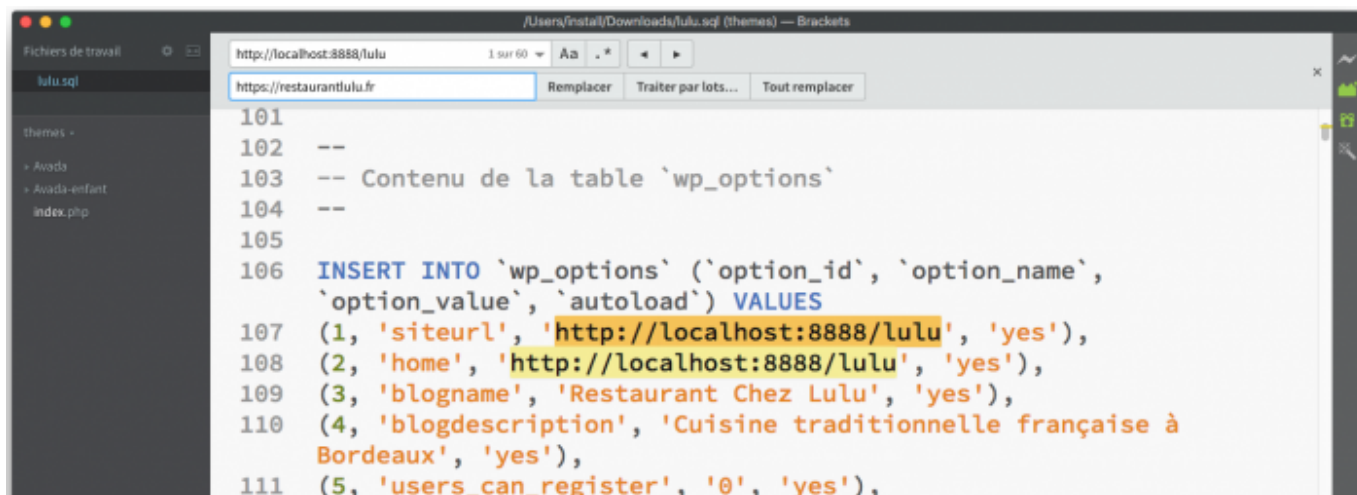 /Users/install/Downloads/lulu.sql (themes) — Brackets
Fichiers de travail
lulu.sql
themes
Avada
Avada-enfant
index.php
http://localhost:8888/lulu 1 sur 60 Aa .*
https://restaurantlulu.fr Remplacer Traiter par lots... Tout remplacer
101
102 --
103 -- Contenu de la table `wp_options`
104 --
105
106 INSERT INTO `wp_options` (`option_id`, `option_name`,
`option_value`, `autoload`) VALUES
107 (1, 'siteurl', 'http://localhost:8888/lulu', 'yes'),
108 (2, 'home', 'http://localhost:8888/lulu', 'yes'),
109 (3, 'blogname', 'Restaurant Chez Lulu', 'yes'),
110 (4, 'blogdescription', 'Cuisine traditionnelle française à
Bordeaux', 'yes'),
111 (5, 'users_can_register', '0', 'yes'),